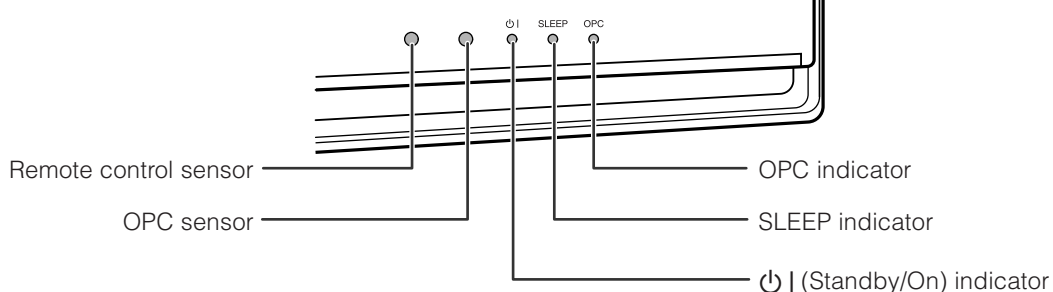 ⏻ | SLEEP OPC
Remote control sensor
OPC indicator
OPC sensor
SLEEP indicator
⏻ | (Standby/On) indicator